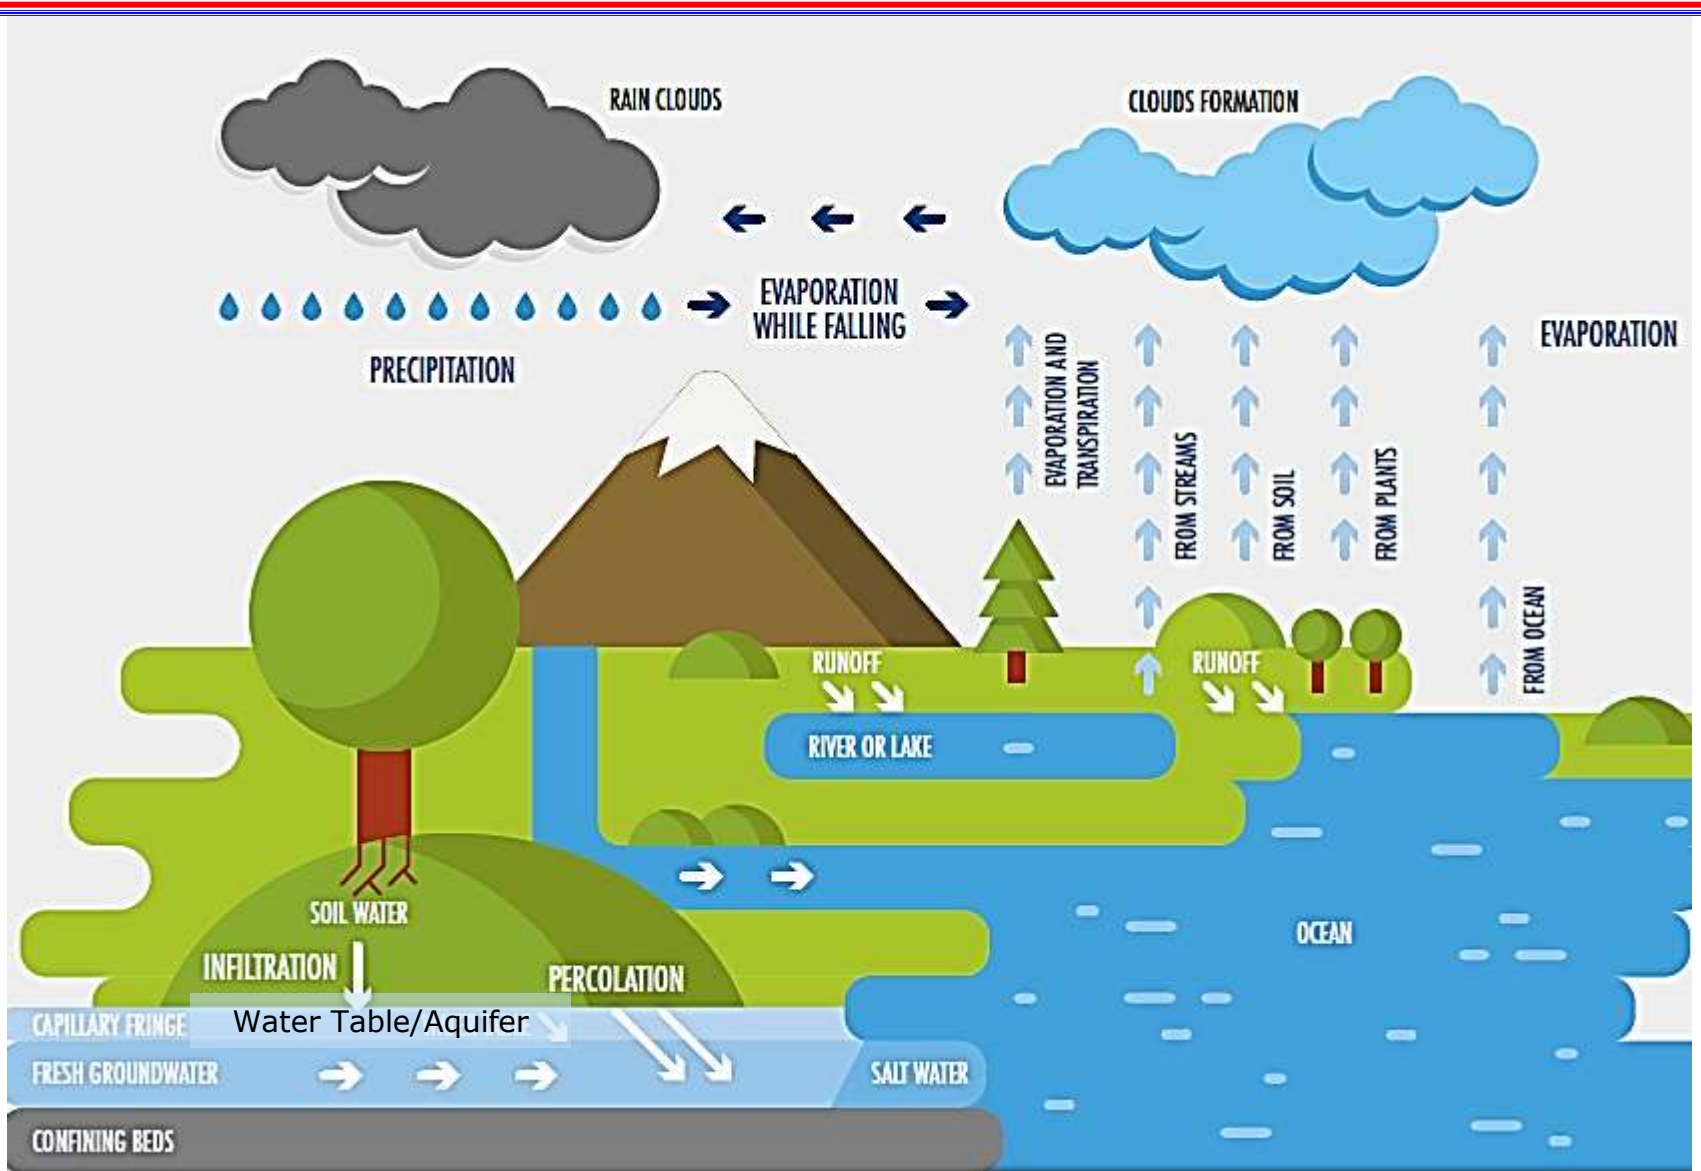 RAIN CLOUDS
CLOUDS FORMATION
EVAPORATION
WHILE FALLING
PRECIPITATION
EVAPORATION
EVAPORATION AND
TRANSPIRATION
FROM STREAMS
FROM SOIL
FROM PLANTS
FROM OCEAN
RUNOFF
RUNOFF
RIVER OR LAKE
SOIL WATER
OCEAN
INFILTRATION
PERCOLATION
CAPILLARY FRINGE
Water Table/Aquifer
FRESH GROUNDWATER
SALT WATER
CONFINING BEDS